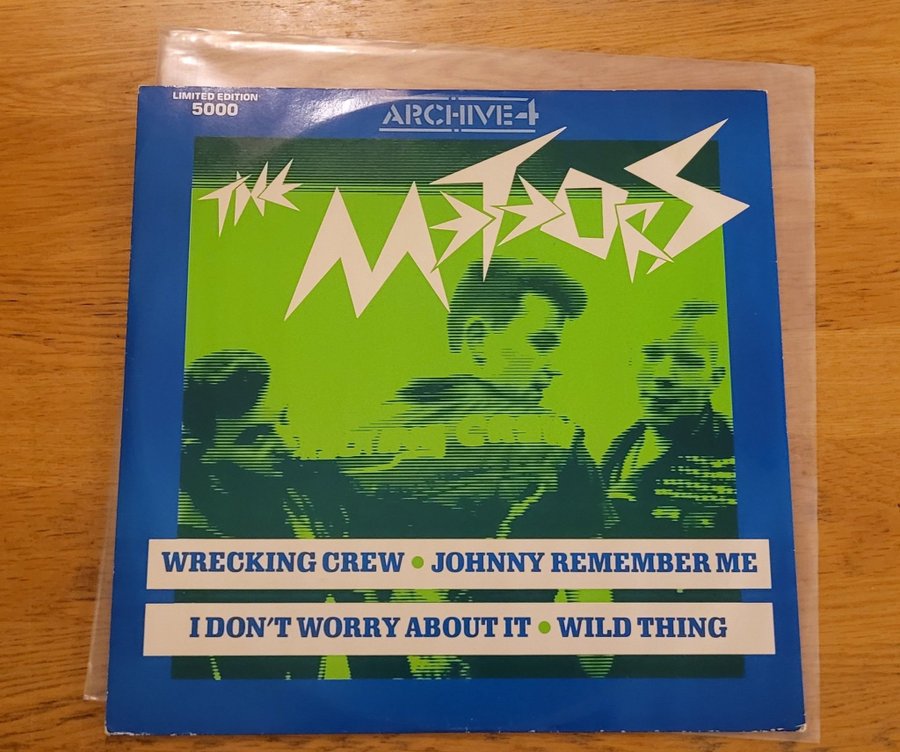 LIMITED EDITION
5000
ARCHIVE 4
THE METEORS
WRECKING CREW • JOHNNY REMEMBER ME
I DON'T WORRY ABOUT IT • WILD THING